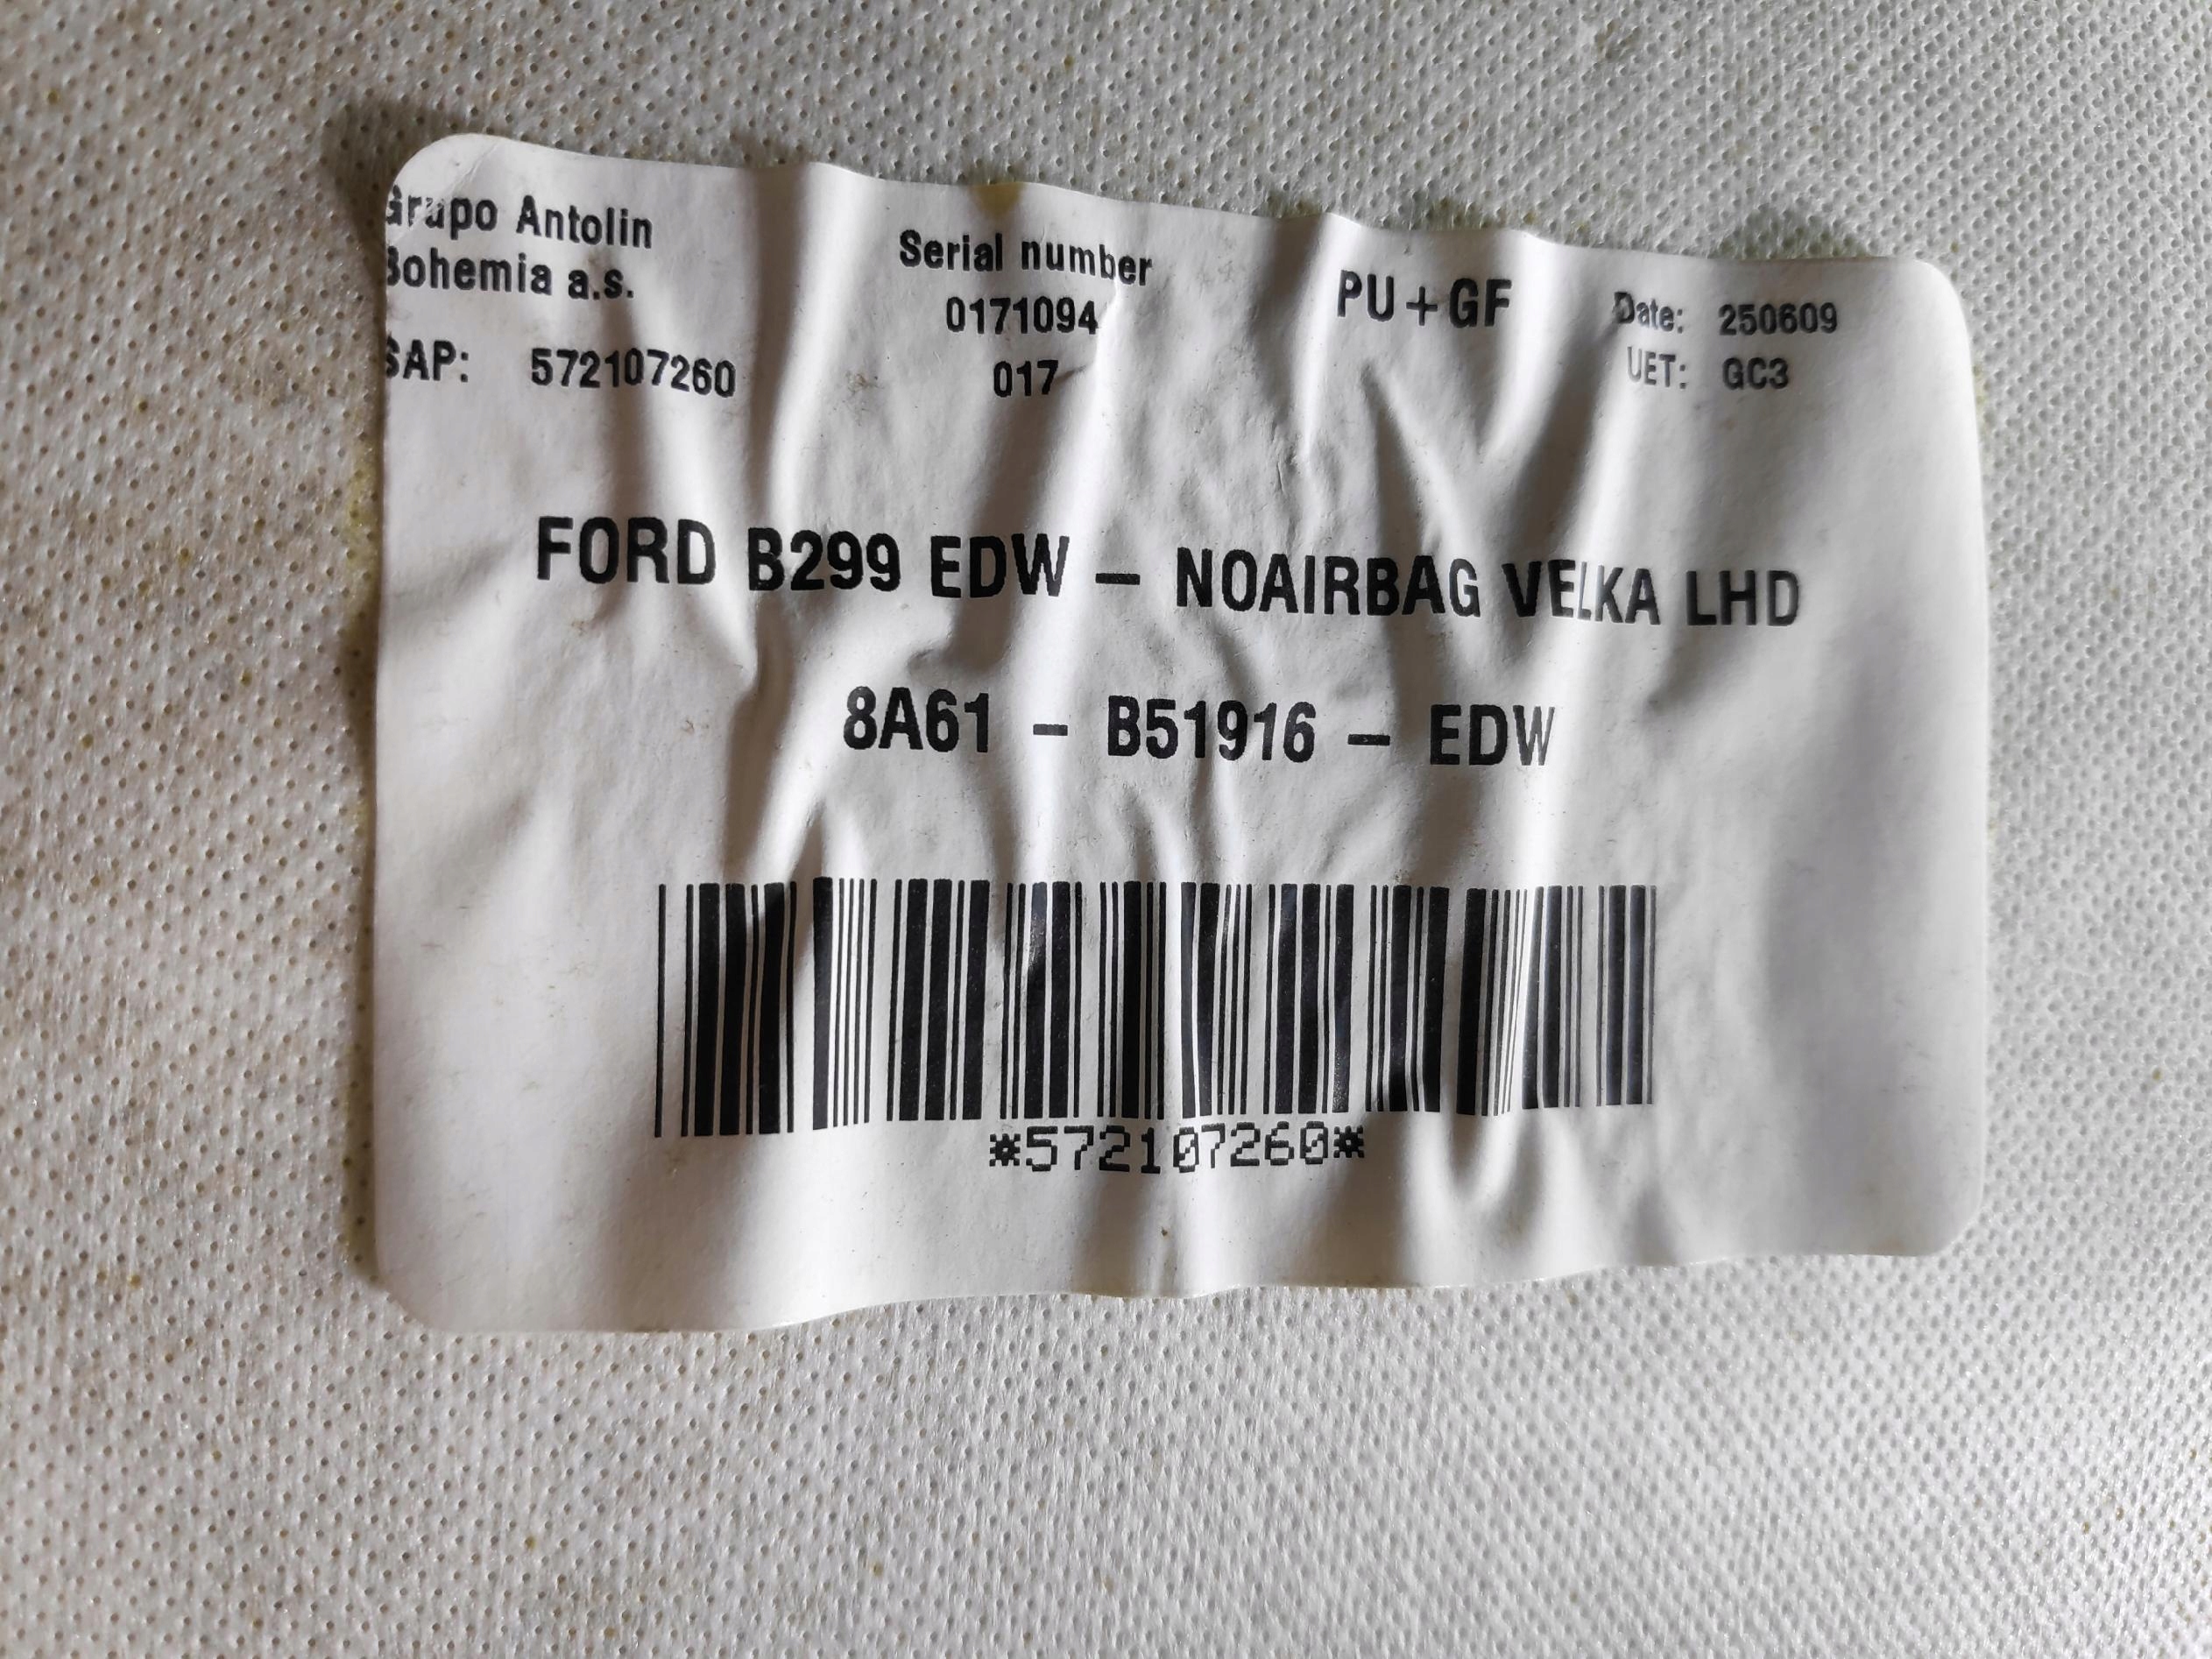 Grupo Antolin
Bohemia a.s.
SAP: 572107260
Serial number
0171094
017
PU+GF
Date: 250609
UET: GC3
FORD B299 EDW – NOAIRBAG VELKA LHD
8A61 – B51916 – EDW
*572107260*